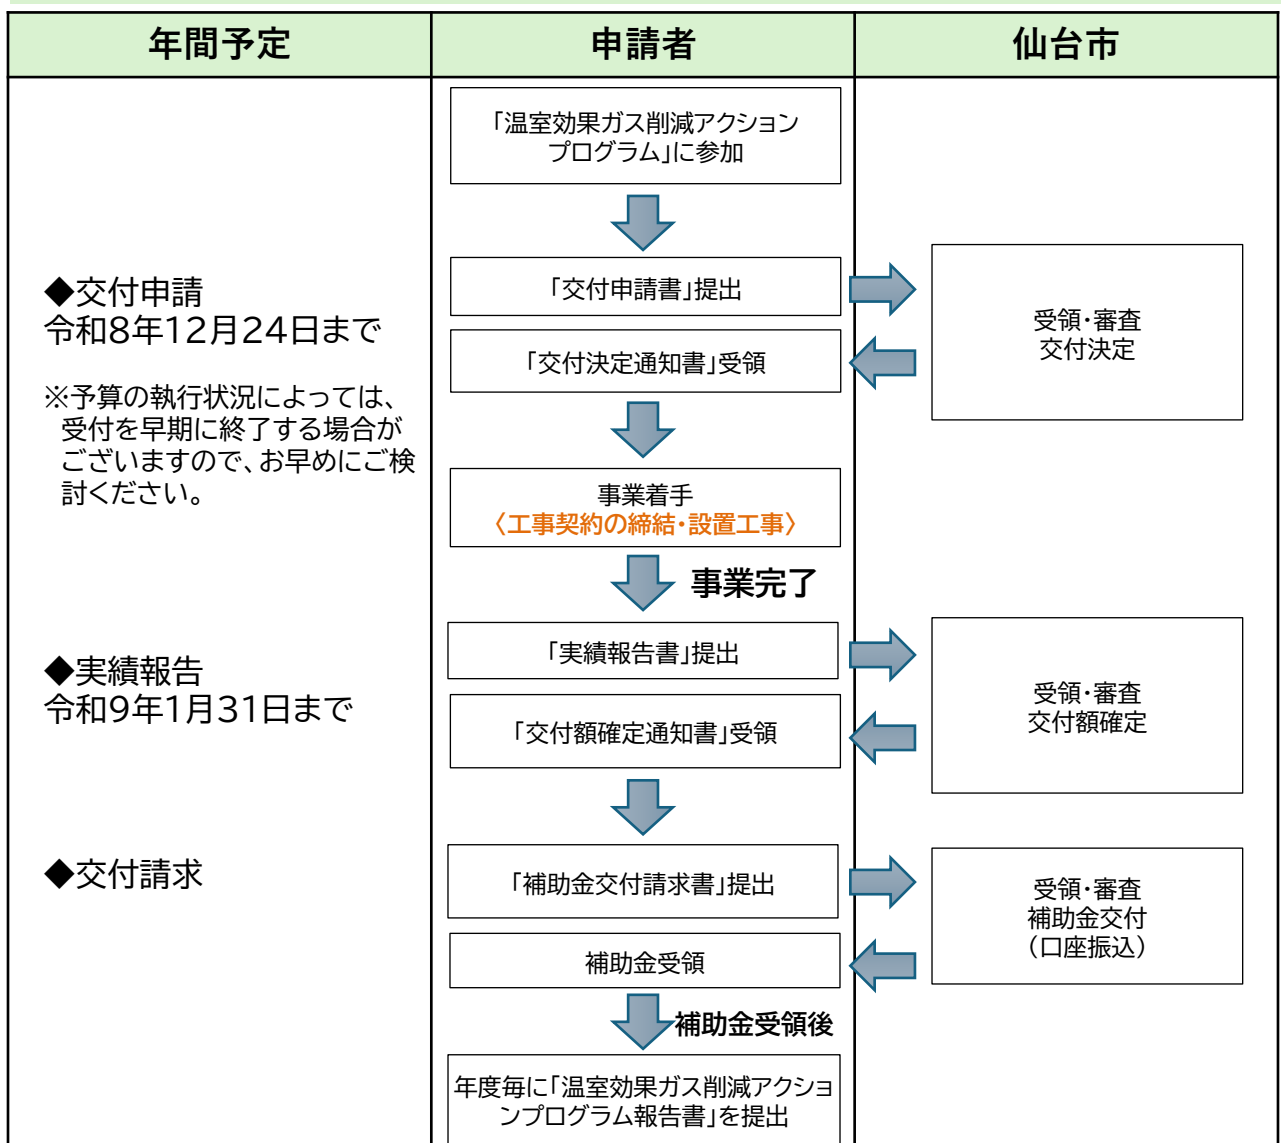 年間予定
申請者
仙台市
「温室効果ガス削減アクション
プログラム」に参加
◆交付申請
令和8年12月24日まで
※予算の執行状況によっては、
受付を早期に終了する場合が
ございますので、お早めにご検
討ください。
「交付申請書」提出
「交付決定通知書」受領
受領・審査
交付決定
事業着手
〈工事契約の締結・設置工事〉
事業完了
◆実績報告
令和9年1月31日まで
「実績報告書」提出
「交付額確定通知書」受領
受領・審査
交付額確定
◆交付請求
「補助金交付請求書」提出
補助金受領
受領・審査
補助金交付
（口座振込）
補助金受領後
年度毎に「温室効果ガス削減アクショ
ンプログラム報告書」を提出